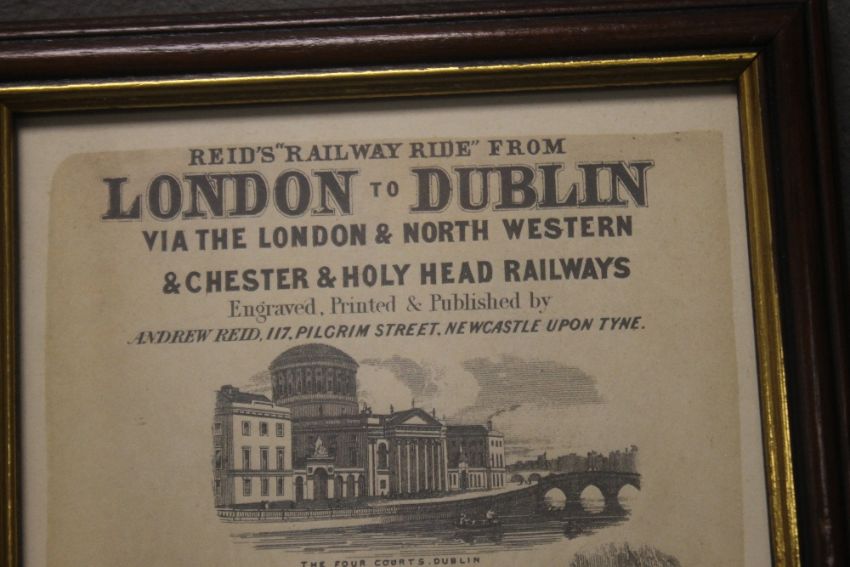 REID'S "RAILWAY RIDE" FROM
LONDON TO DUBLIN
VIA THE LONDON & NORTH WESTERN
& CHESTER & HOLY HEAD RAILWAYS
Engraved, Printed & Published by
ANDREW REID, 117, PILGRIM STREET, NEWCASTLE UPON TYNE.
THE FOUR COURTS, DUBLIN